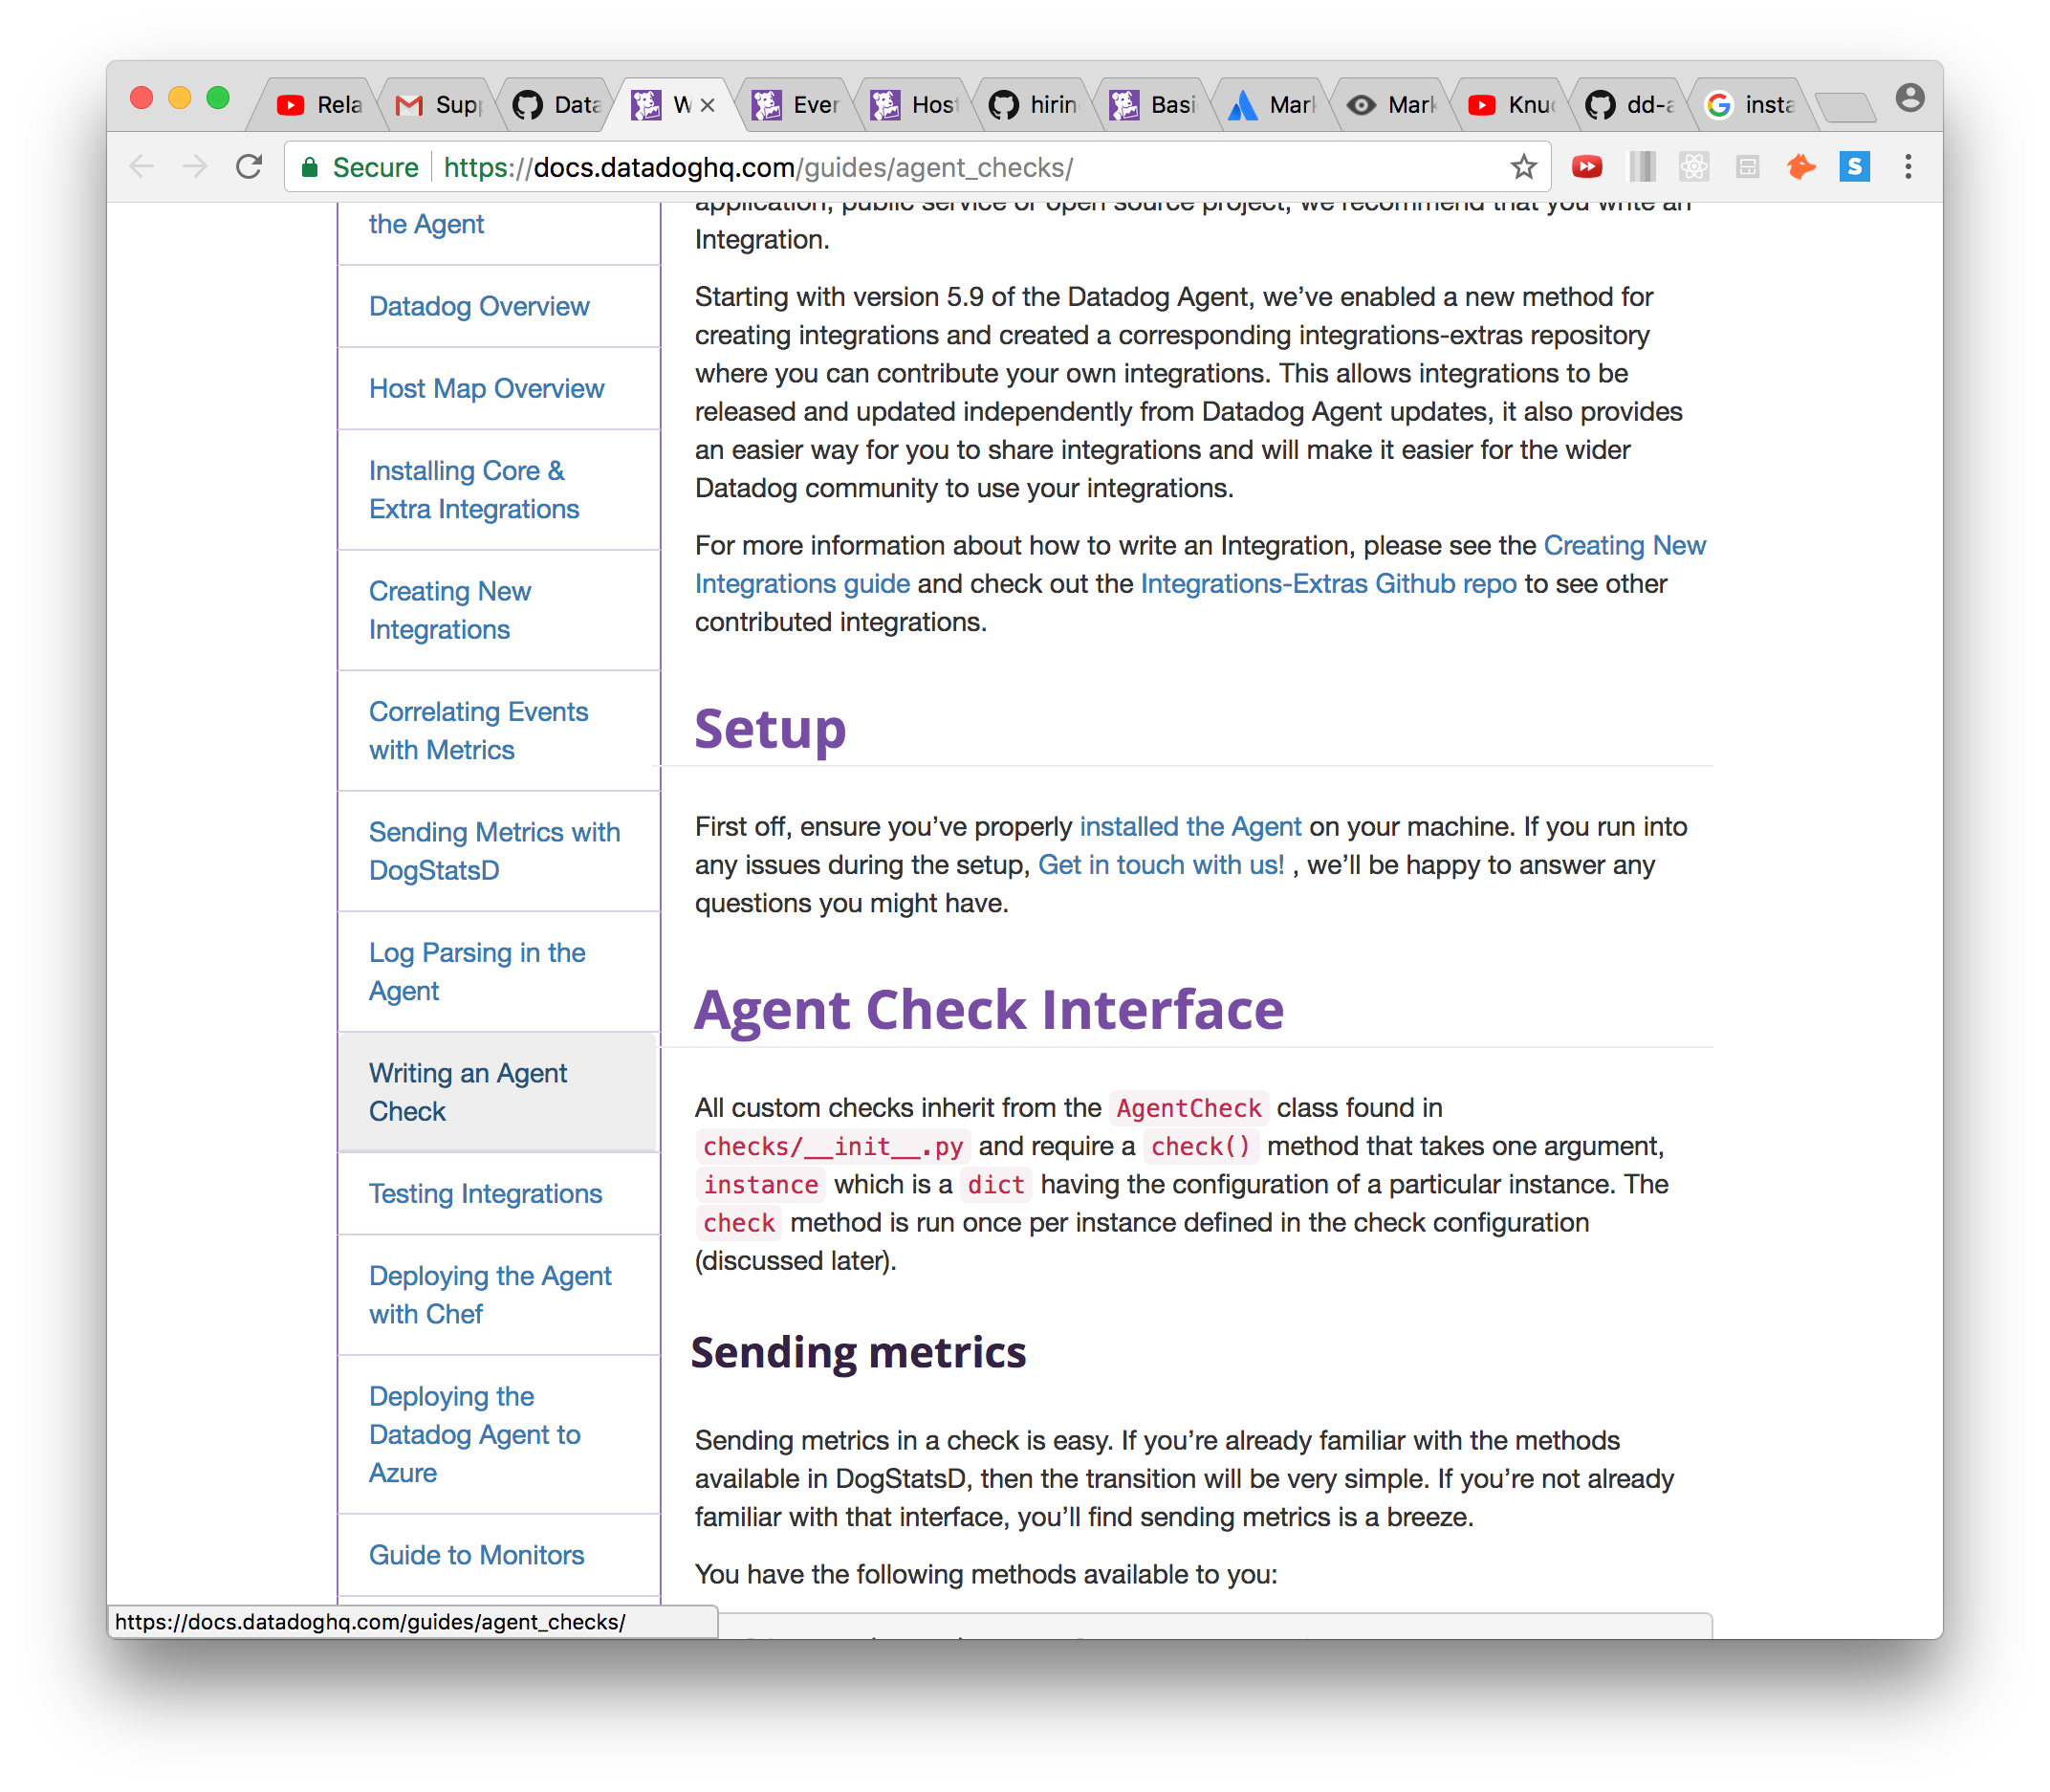 Rela
Sup
Data
W
Ever
Host
hirin
Basi
Mark
Mark
Knu
dd-a
insta
Secure
https://docs.datadoghq.com/guides/agent_checks/
S
the Agent
Datadog Overview
Host Map Overview
Installing Core &
Extra Integrations
Creating New
Integrations
Correlating Events
with Metrics
Sending Metrics with
DogStatsD
Log Parsing in the
Agent
Writing an Agent
Check
Testing Integrations
Deploying the Agent
with Chef
Deploying the
Datadog Agent to
Azure
Guide to Monitors
application, public service or open source project, we recommend that you write an
Integration.
Starting with version 5.9 of the Datadog Agent, we’ve enabled a new method for
creating integrations and created a corresponding integrations-extras repository
where you can contribute your own integrations. This allows integrations to be
released and updated independently from Datadog Agent updates, it also provides
an easier way for you to share integrations and will make it easier for the wider
Datadog community to use your integrations.
For more information about how to write an Integration, please see the Creating New
Integrations guide and check out the Integrations-Extras Github repo to see other
contributed integrations.
Setup
First off, ensure you’ve properly installed the Agent on your machine. If you run into
any issues during the setup, Get in touch with us! , we’ll be happy to answer any
questions you might have.
Agent Check Interface
All custom checks inherit from the AgentCheck class found in
checks/__init__.py and require a check() method that takes one argument,
instance which is a dict having the configuration of a particular instance. The
check method is run once per instance defined in the check configuration
(discussed later).
Sending metrics
Sending metrics in a check is easy. If you’re already familiar with the methods
available in DogStatsD, then the transition will be very simple. If you’re not already
familiar with that interface, you’ll find sending metrics is a breeze.
You have the following methods available to you:
https://docs.datadoghq.com/guides/agent_checks/